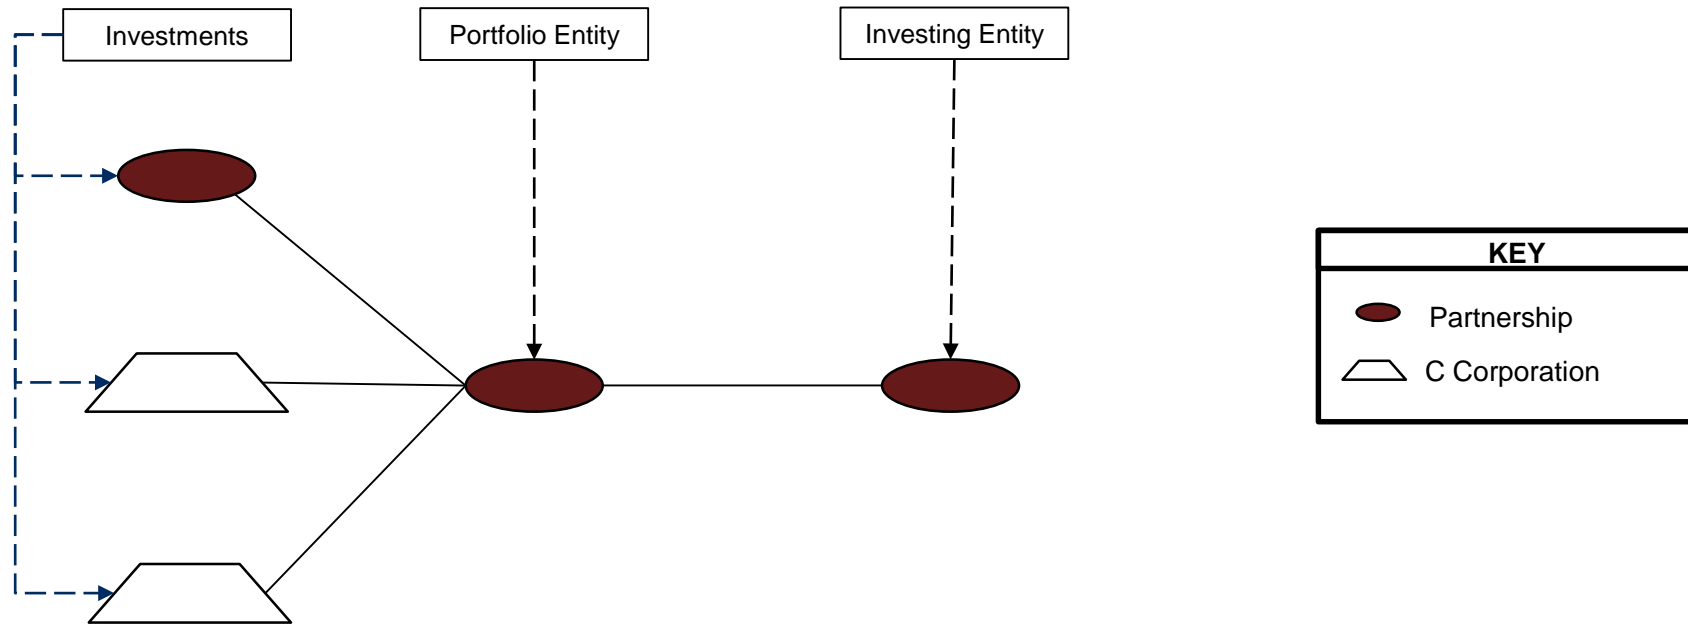 Investments
Portfolio Entity
Investing Entity
KEY
Partnership
C Corporation